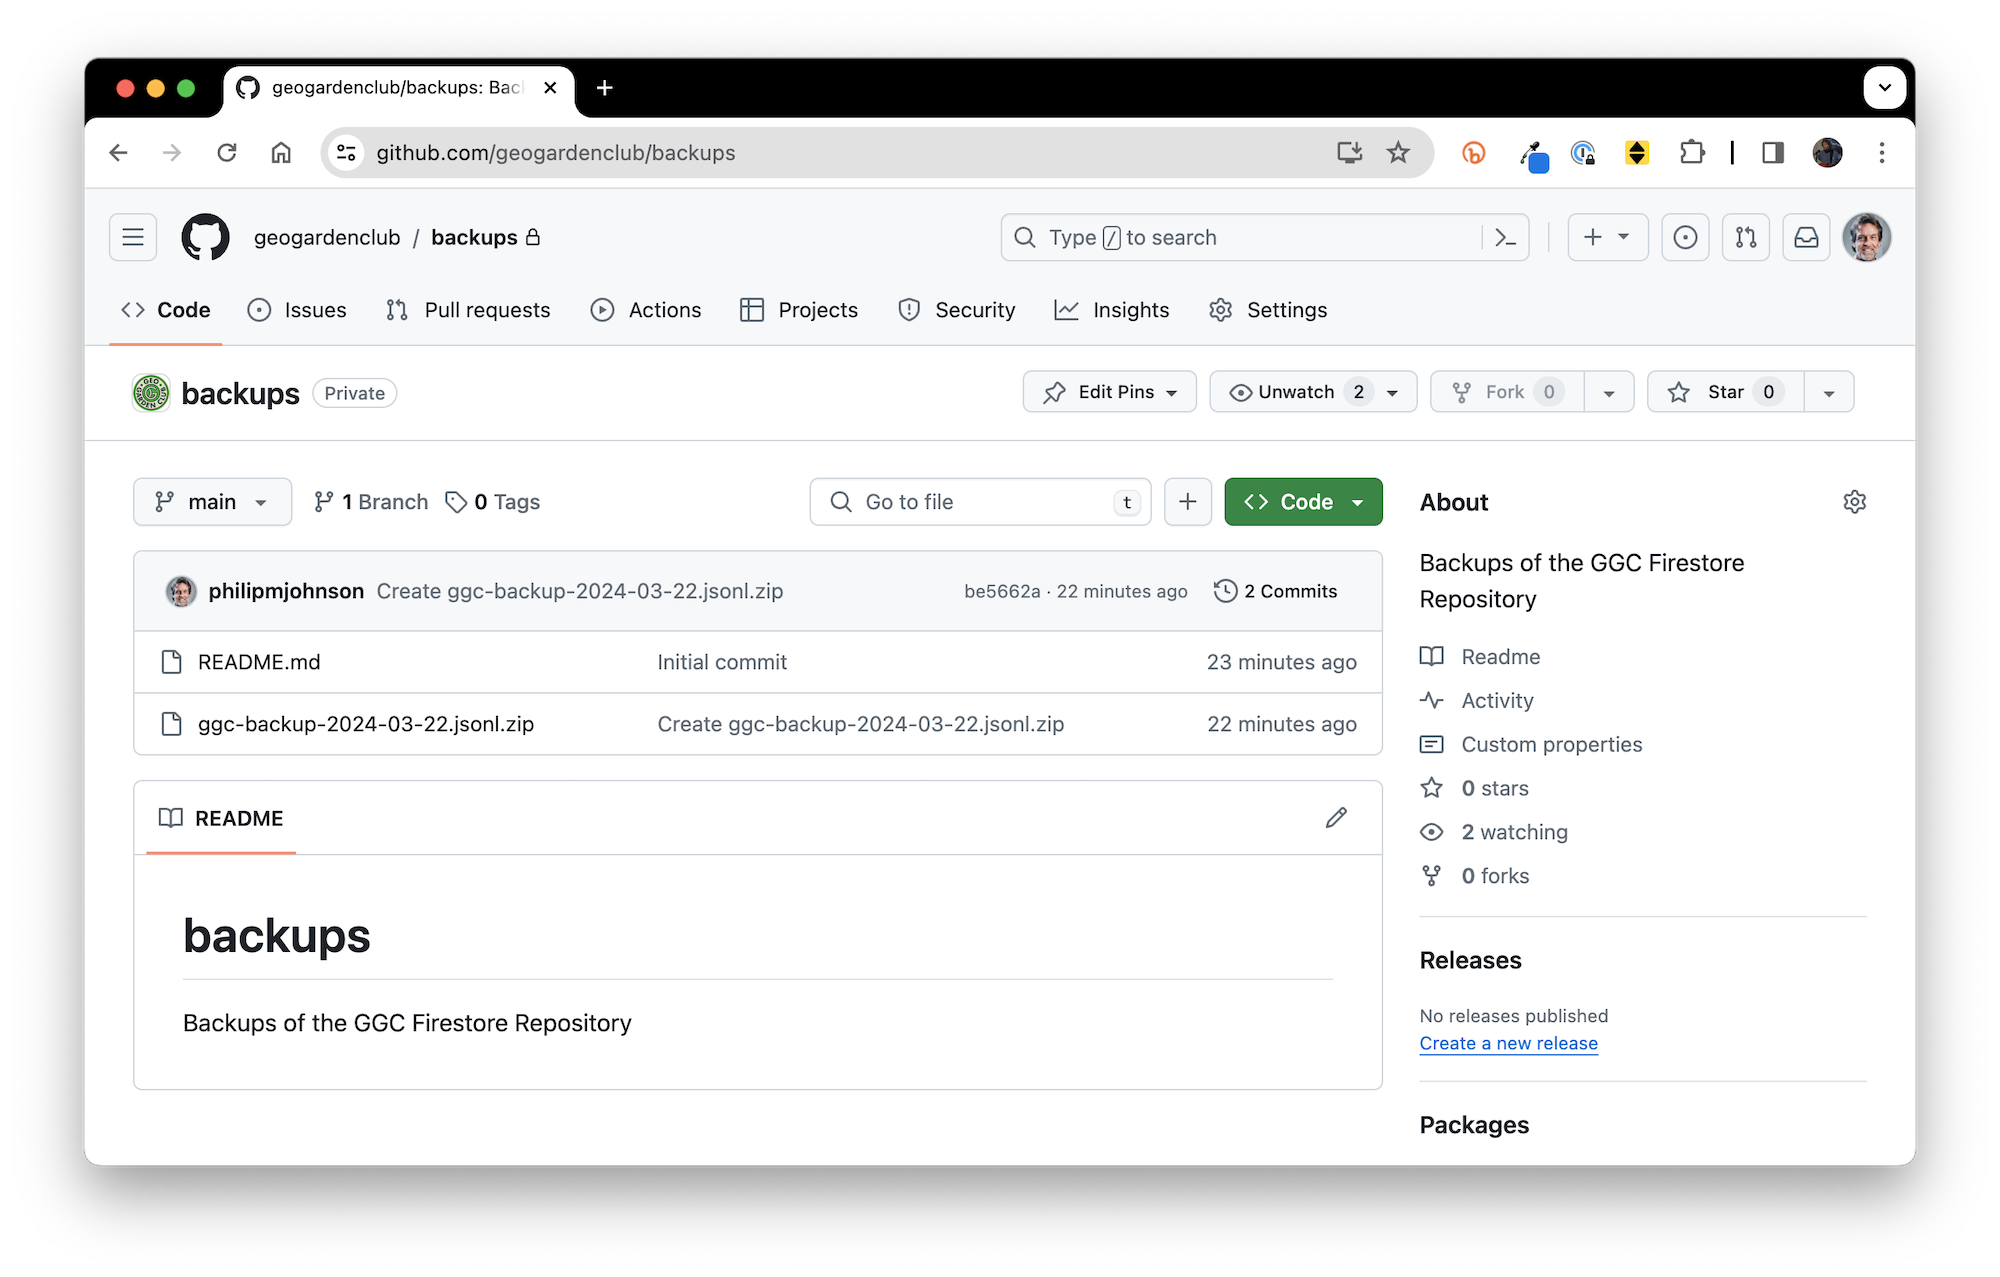 geogardenclub/backups: Bac
github.com/geogardenclub/backups
geogardenclub / backups
Type / to search
Code Issues Pull requests Actions Projects Security Insights Settings
backups Private
Edit Pins Unwatch 2 Fork 0 Star 0
main 1 Branch 0 Tags Go to file t Code
philipmjohnson Create ggc-backup-2024-03-22.jsonl.zip be5662a · 22 minutes ago 2 Commits
README.md Initial commit 23 minutes ago
ggc-backup-2024-03-22.jsonl.zip Create ggc-backup-2024-03-22.jsonl.zip 22 minutes ago
README
backups
Backups of the GGC Firestore Repository
About
Backups of the GGC Firestore
Repository
Readme
Activity
Custom properties
0 stars
2 watching
0 forks
Releases
No releases published
Create a new release
Packages